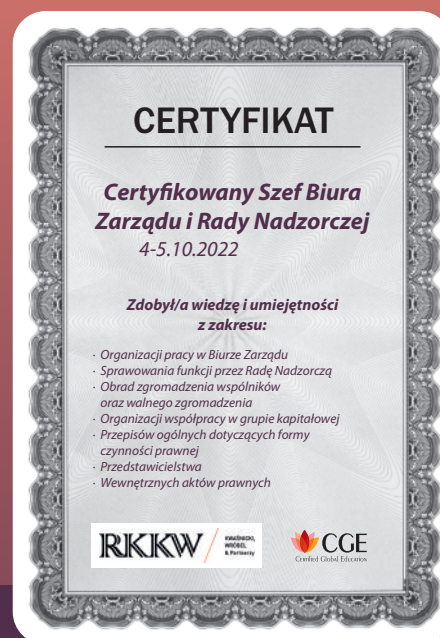 CERTYFIKAT
Certyfikowany Szef Biura
Zarządu i Rady Nadzorczej
4-5.10.2022
Zdobył/a wiedzę i umiejętności
z zakresu:
· Organizacji pracy w Biurze Zarządu
· Sprawowania funkcji przez Radę Nadzorczą
· Obrad zgromadzenia wspólników
oraz walnego zgromadzenia
· Organizacji współpracy w grupie kapitałowej
· Przepisów ogólnych dotyczących formy
czynności prawnej
· Przedstawicielstwa
· Wewnętrznych aktów prawnych
RKKW
KWAŚNICKI,
WRÓBEL
& Partnerzy
CGE
Certified Global Education